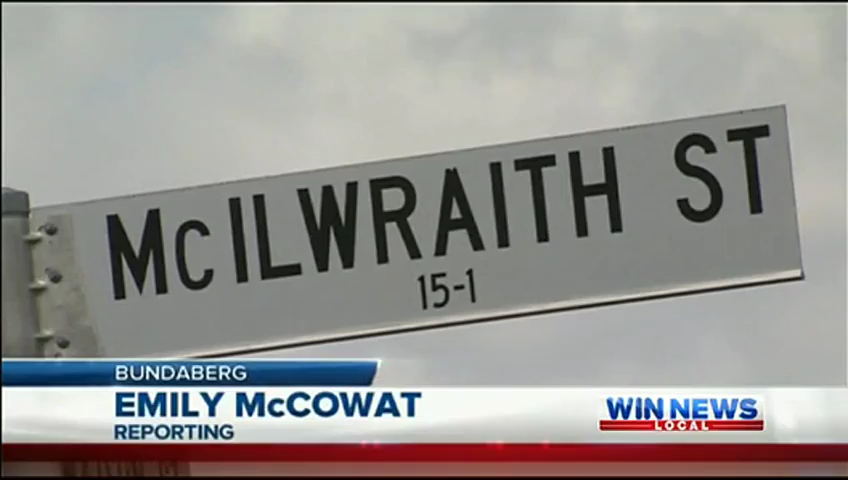 McILWRAITH ST
15-1
BUNDABERG
EMILY McCOWAT
REPORTING
WIN NEWS
LOCAL